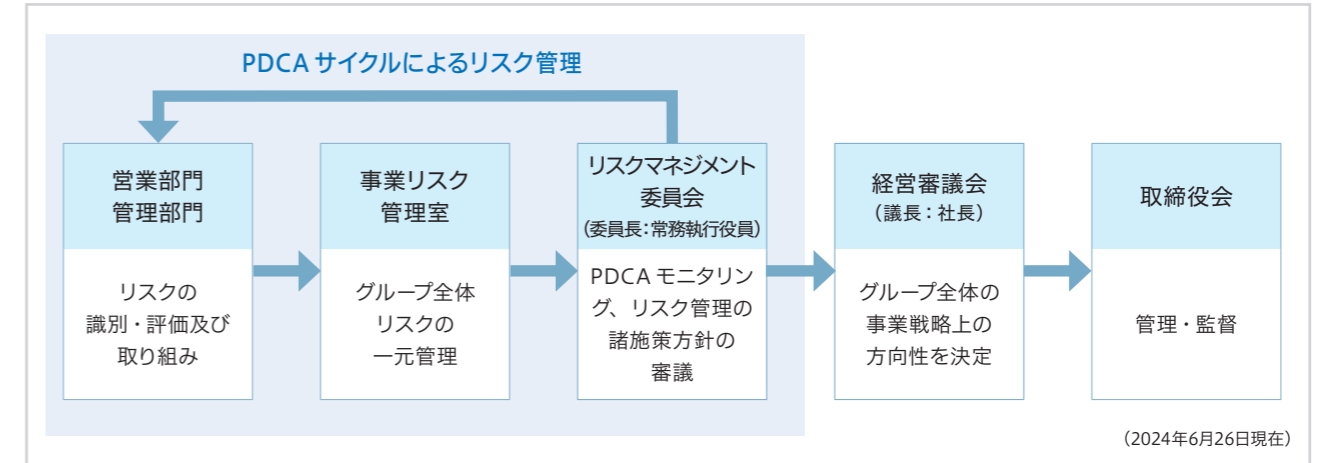 PDCA サイクルによるリスク管理
営業部門
管理部門
リスクの
識別・評価及び
取り組み
事業リスク
管理室
グループ全体
リスクの
一元管理
リスクマネジメント
委員会
(委員長:常務執行役員)
PDCA モニタリン
グ、リスク管理の
諸施策方針の
審議
経営審議会
(議長:社長)
グループ全体の
事業戦略上の
方向性を決定
取締役会
管理・監督
(2024年6月26日現在)